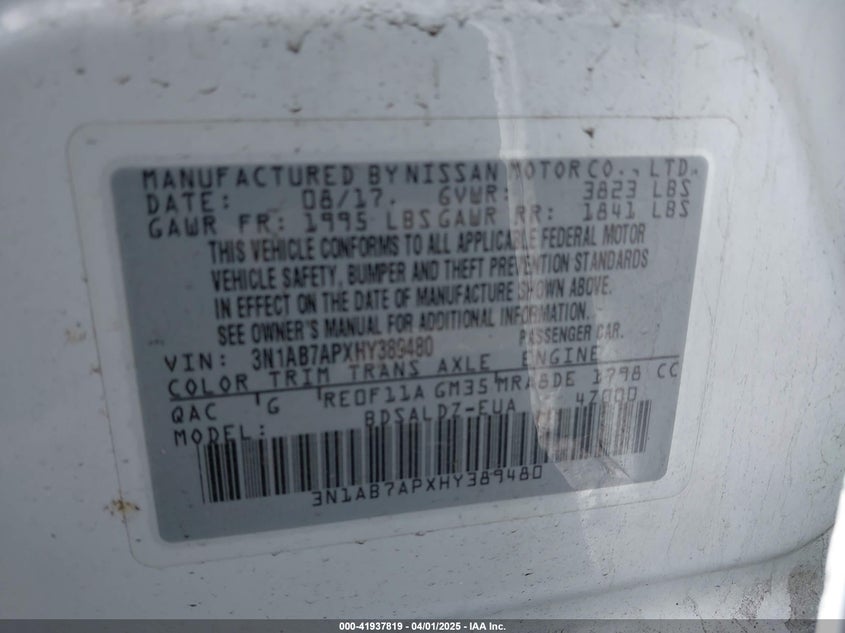 MANUFACTURED BY NISSAN MOTOR CO., LTD.
DATE: 08/17. GVWR: 3823 LBS
GAWR FR: 1995 LBS GAWR RR: 1841 LBS
THIS VEHICLE CONFORMS TO ALL APPLICABLE FEDERAL MOTOR
VEHICLE SAFETY, BUMPER AND THEFT PREVENTION STANDARDS
IN EFFECT ON THE DATE OF MANUFACTURE SHOWN ABOVE.
SEE OWNER'S MANUAL FOR ADDITIONAL INFORMATION.
VIN: 3N1AB7APXHY389480 PASSENGER CAR.
COLOR TRIM TRANS AXLE ENGINE
QAC G RE0F11A GM35 MRA8DE 1798 CC
MODEL: BDSALDZ-EUA 47000
3N1AB7APXHY389480
000-41937819 - 04/01/2025 - IAA Inc.